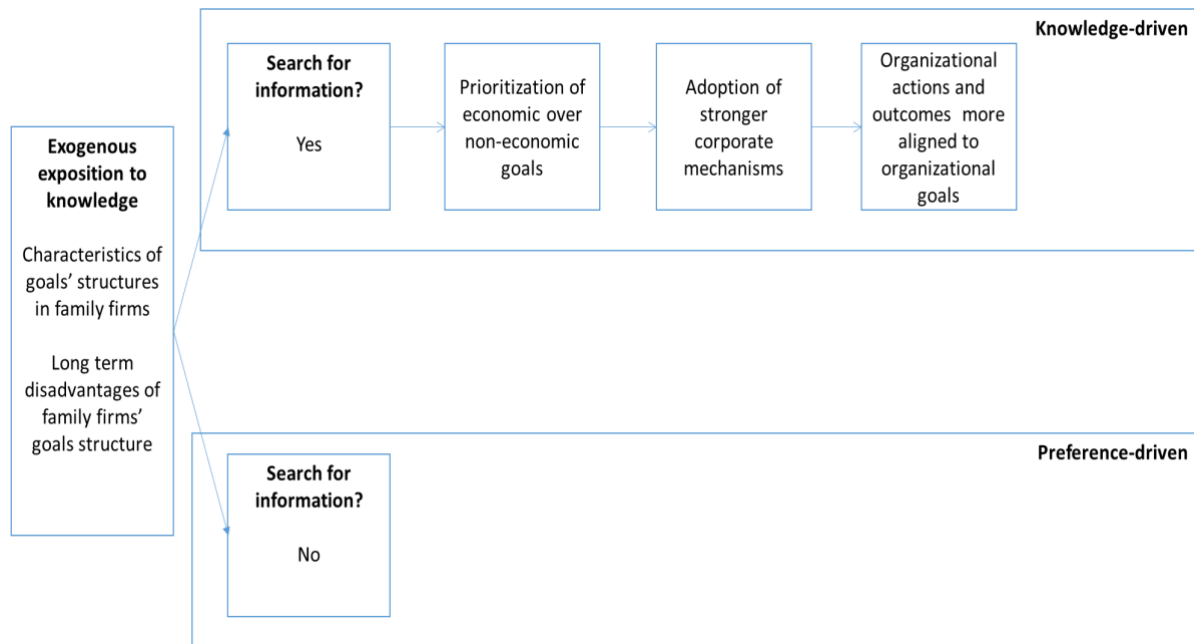 Knowledge-driven
Search for
information?
Yes
Prioritization of
economic over
non-economic
goals
Adoption of
stronger
corporate
mechanisms
Organizational
actions and
outcomes more
aligned to
organizational
goals
Exogenous
exposition to
knowledge
Characteristics of
goals’ structures
in family firms
Long term
disadvantages of
family firms’
goals structure
Preference-driven
Search for
information?
No